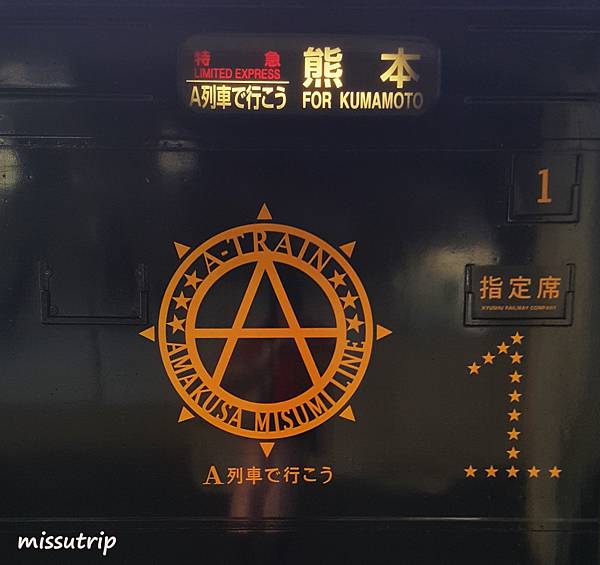 特急 熊本
LIMITED EXPRESS
A列車で行こう FOR KUMAMOTO
1
指定席
KYUSHU RAILWAY COMPANY
A-TRAIN
A
AMAKUSA MISUMI LINE
1
A列車で行こう
missutrip